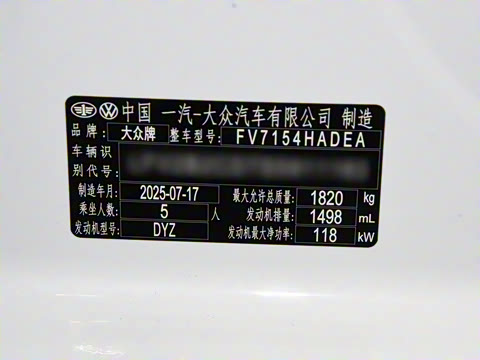 中国 一汽-大众汽车有限公司 制造
品牌: 大众牌 整车型号: FV7154HADEA
车辆识
别代号:
制造年月: 2025-07-17 最大允许总质量: 1820 kg
乘坐人数: 5 人 发动机排量: 1498 mL
发动机型号: DYZ 发动机最大净功率: 118 kW